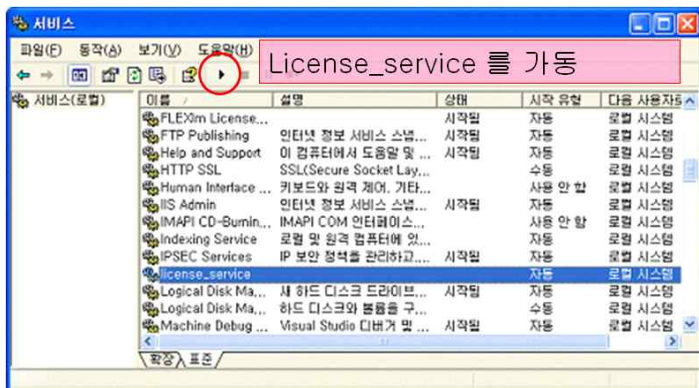 서비스
파일(F) 동작(A) 보기(V) 도움말(H)
License_service 를 가동
서비스(로컬)
이름 / 설명 상태 시작 유형 다음 사용자로
FLEXlm License... 시작됨 자동 로컬 시스템
FTP Publishing 인터넷 정보 서비스 스냅... 시작됨 자동 로컬 시스템
Help and Support 이 컴퓨터에서 도움말 및 ... 시작됨 자동 로컬 시스템
HTTP SSL SSL(Secure Socket Lay... 수동 로컬 시스템
Human Interface ... 키보드와 원격 제어, 기타... 사용 안 함 로컬 시스템
IIS Admin 인터넷 정보 서비스 스냅... 시작됨 자동 로컬 시스템
IMAPI CD-Burnin... IMAPI COM 인터페이스... 사용 안 함 로컬 시스템
Indexing Service 로컬 및 원격 컴퓨터에 있... 자동 로컬 시스템
IPSEC Services IP 보안 정책을 관리하고.... 시작됨 자동 로컬 시스템
license_service 자동 로컬 시스템
Logical Disk Ma... 새 하드 디스크 드라이브... 시작됨 자동 로컬 시스템
Logical Disk Ma... 하드 디스크와 볼륨을 구... 수동 로컬 시스템
Machine Debug ... Visual Studio 디버거 및 ... 시작됨 자동 로컬 시스템
확장 표준